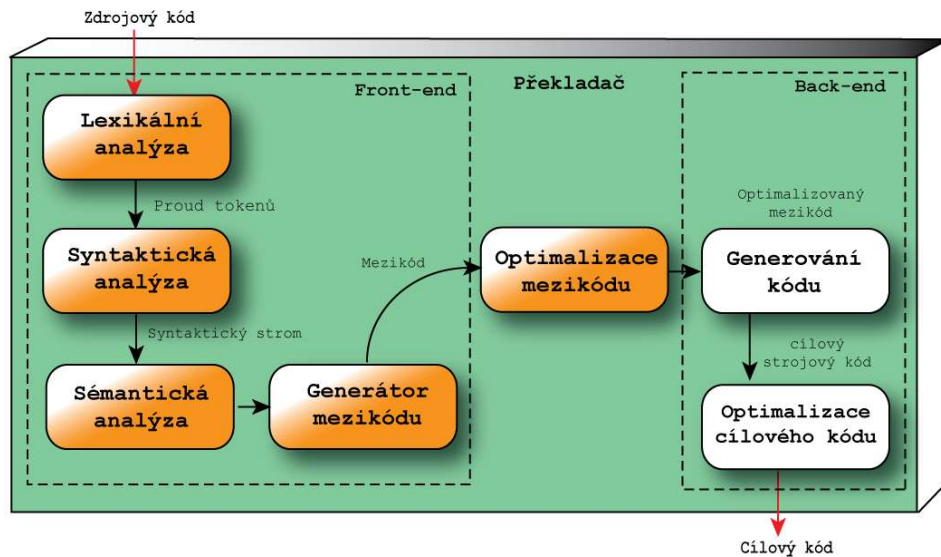 Zdrojový kód
Front-end
Překladač
Back-end
Lexikální
analýza
Proud tokenů
Syntaktická
analýza
Syntaktický strom
Sémantická
analýza
Generátor
mezikódu
Mezikód
Optimalizace
mezikódu
Optimalizovaný
mezikód
Generování
kódu
cílový
strojový kód
Optimalizace
cílového kódu
Cílový kód